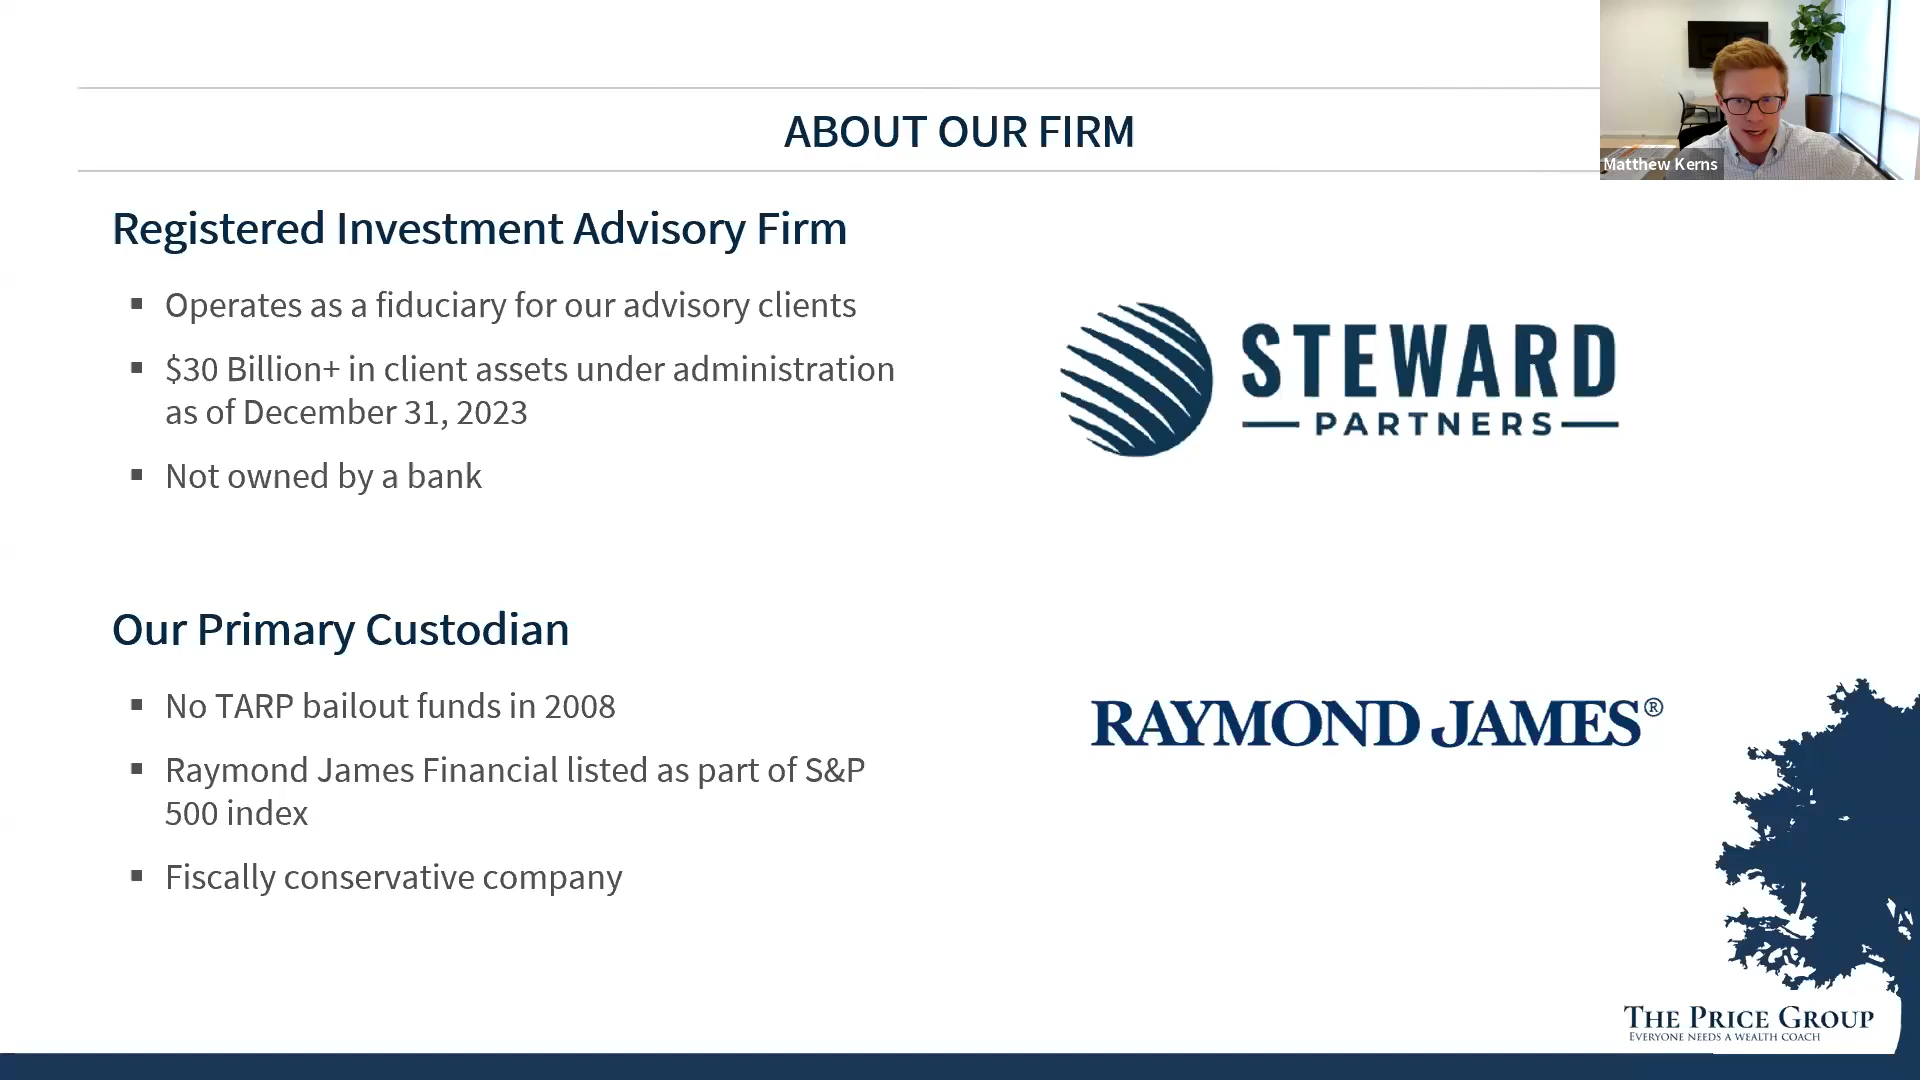 ABOUT OUR FIRM
Matthew Kerns
Registered Investment Advisory Firm
▪ Operates as a fiduciary for our advisory clients
▪ $30 Billion+ in client assets under administration
as of December 31, 2023
▪ Not owned by a bank
STEWARD
PARTNERS
Our Primary Custodian
▪ No TARP bailout funds in 2008
▪ Raymond James Financial listed as part of S&P
500 index
▪ Fiscally conservative company
RAYMOND JAMES®
THE PRICE GROUP
EVERYONE NEEDS A WEALTH COACH